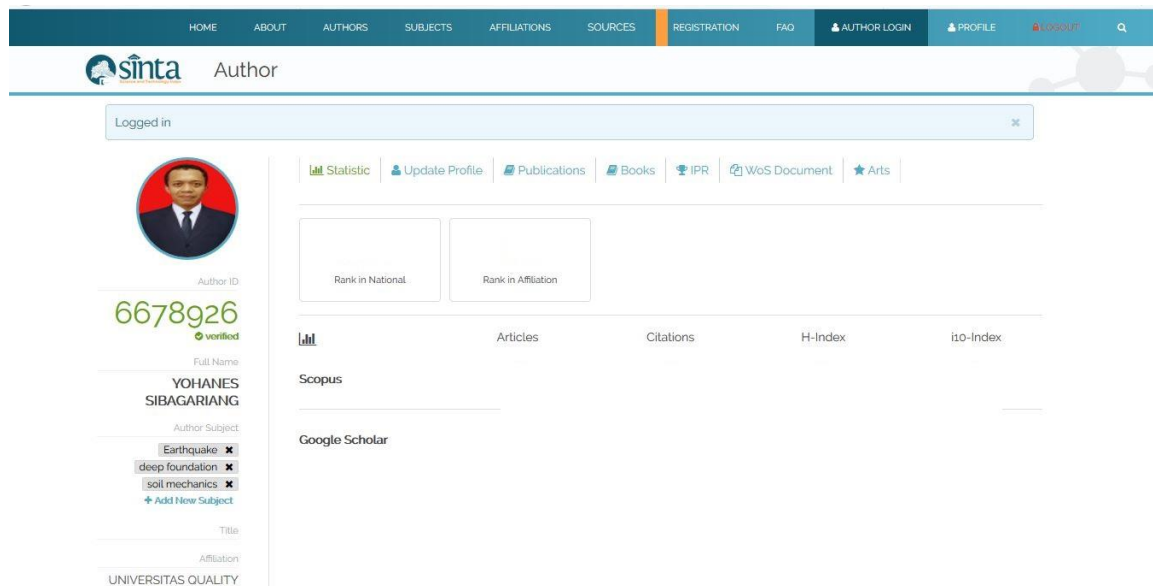 HOME ABOUT AUTHORS SUBJECTS AFFILIATIONS SOURCES REGISTRATION FAQ AUTHOR LOGIN PROFILE LOGOUT
sinta Author
Logged in ×
Statistic Update Profile Publications Books IPR WoS Document Arts
Rank in National Rank in Affiliation
Author ID
6678926
verified
Articles Citations H-Index i10-Index
Full Name
YOHANES
SIBAGARIANG
Scopus
Author Subject
Earthquake ✖
deep foundation ✖
soil mechanics ✖
+ Add New Subject
Google Scholar
Title
Affiliation
UNIVERSITAS QUALITY